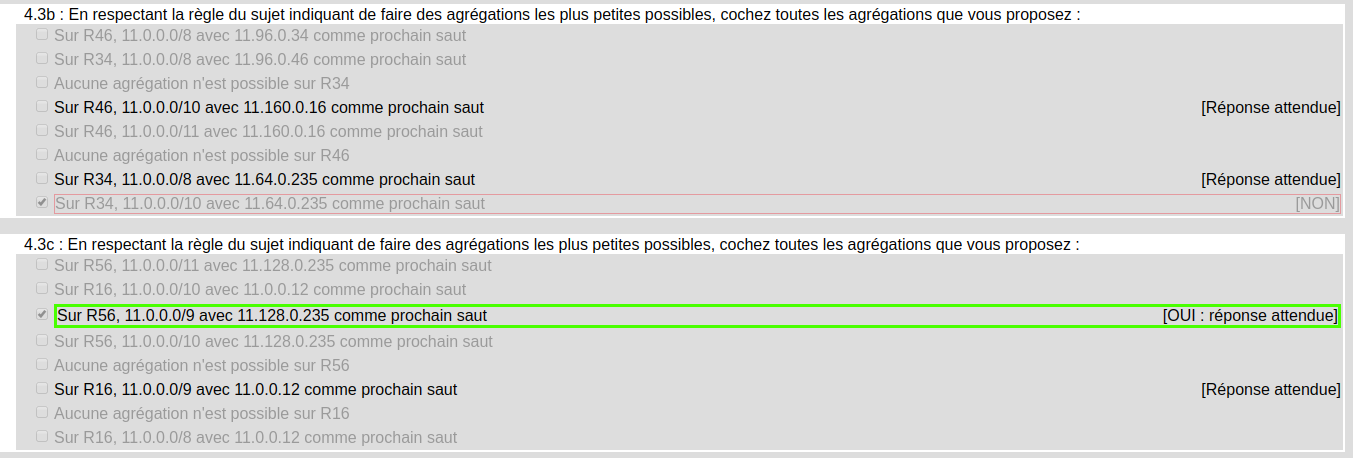 4.3b : En respectant la règle du sujet indiquant de faire des agrégations les plus petites possibles, cochez toutes les agrégations que vous proposez :
Sur R46, 11.0.0.0/8 avec 11.96.0.34 comme prochain saut
Sur R34, 11.0.0.0/8 avec 11.96.0.46 comme prochain saut
Aucune agrégation n'est possible sur R34
Sur R46, 11.0.0.0/10 avec 11.160.0.16 comme prochain saut [Réponse attendue]
Sur R46, 11.0.0.0/11 avec 11.160.0.16 comme prochain saut
Aucune agrégation n'est possible sur R46
Sur R34, 11.0.0.0/8 avec 11.64.0.235 comme prochain saut [Réponse attendue]
Sur R34, 11.0.0.0/10 avec 11.64.0.235 comme prochain saut [NON]
4.3c : En respectant la règle du sujet indiquant de faire des agrégations les plus petites possibles, cochez toutes les agrégations que vous proposez :
Sur R56, 11.0.0.0/11 avec 11.128.0.235 comme prochain saut
Sur R16, 11.0.0.0/10 avec 11.0.0.12 comme prochain saut
Sur R56, 11.0.0.0/9 avec 11.128.0.235 comme prochain saut [OUI : réponse attendue]
Sur R56, 11.0.0.0/10 avec 11.128.0.235 comme prochain saut
Aucune agrégation n'est possible sur R56
Sur R16, 11.0.0.0/9 avec 11.0.0.12 comme prochain saut [Réponse attendue]
Aucune agrégation n'est possible sur R16
Sur R16, 11.0.0.0/8 avec 11.0.0.12 comme prochain saut